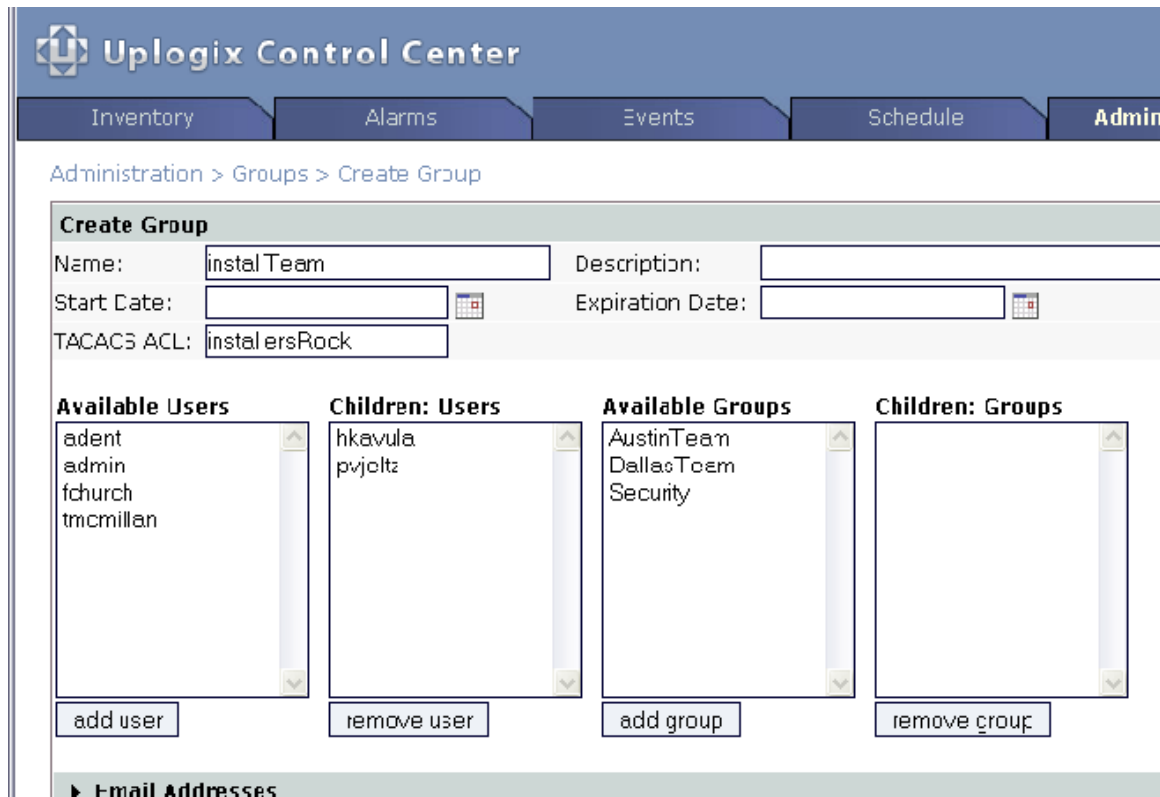 Uplogix Control Center
Inventory Alarms Events Schedule Admin
Administration > Groups > Create Group
Create Group
Name: instalTeam Description:
Start Date: Expiration Date:
TACACS ACL: installersRock
Available Users Children: Users Available Groups Children: Groups
adent hkavula AustinTeam
admin pvjoltz DallasTeam
fchurch Security
tmcmillan
add user remove user add group remove group
Email Addresses